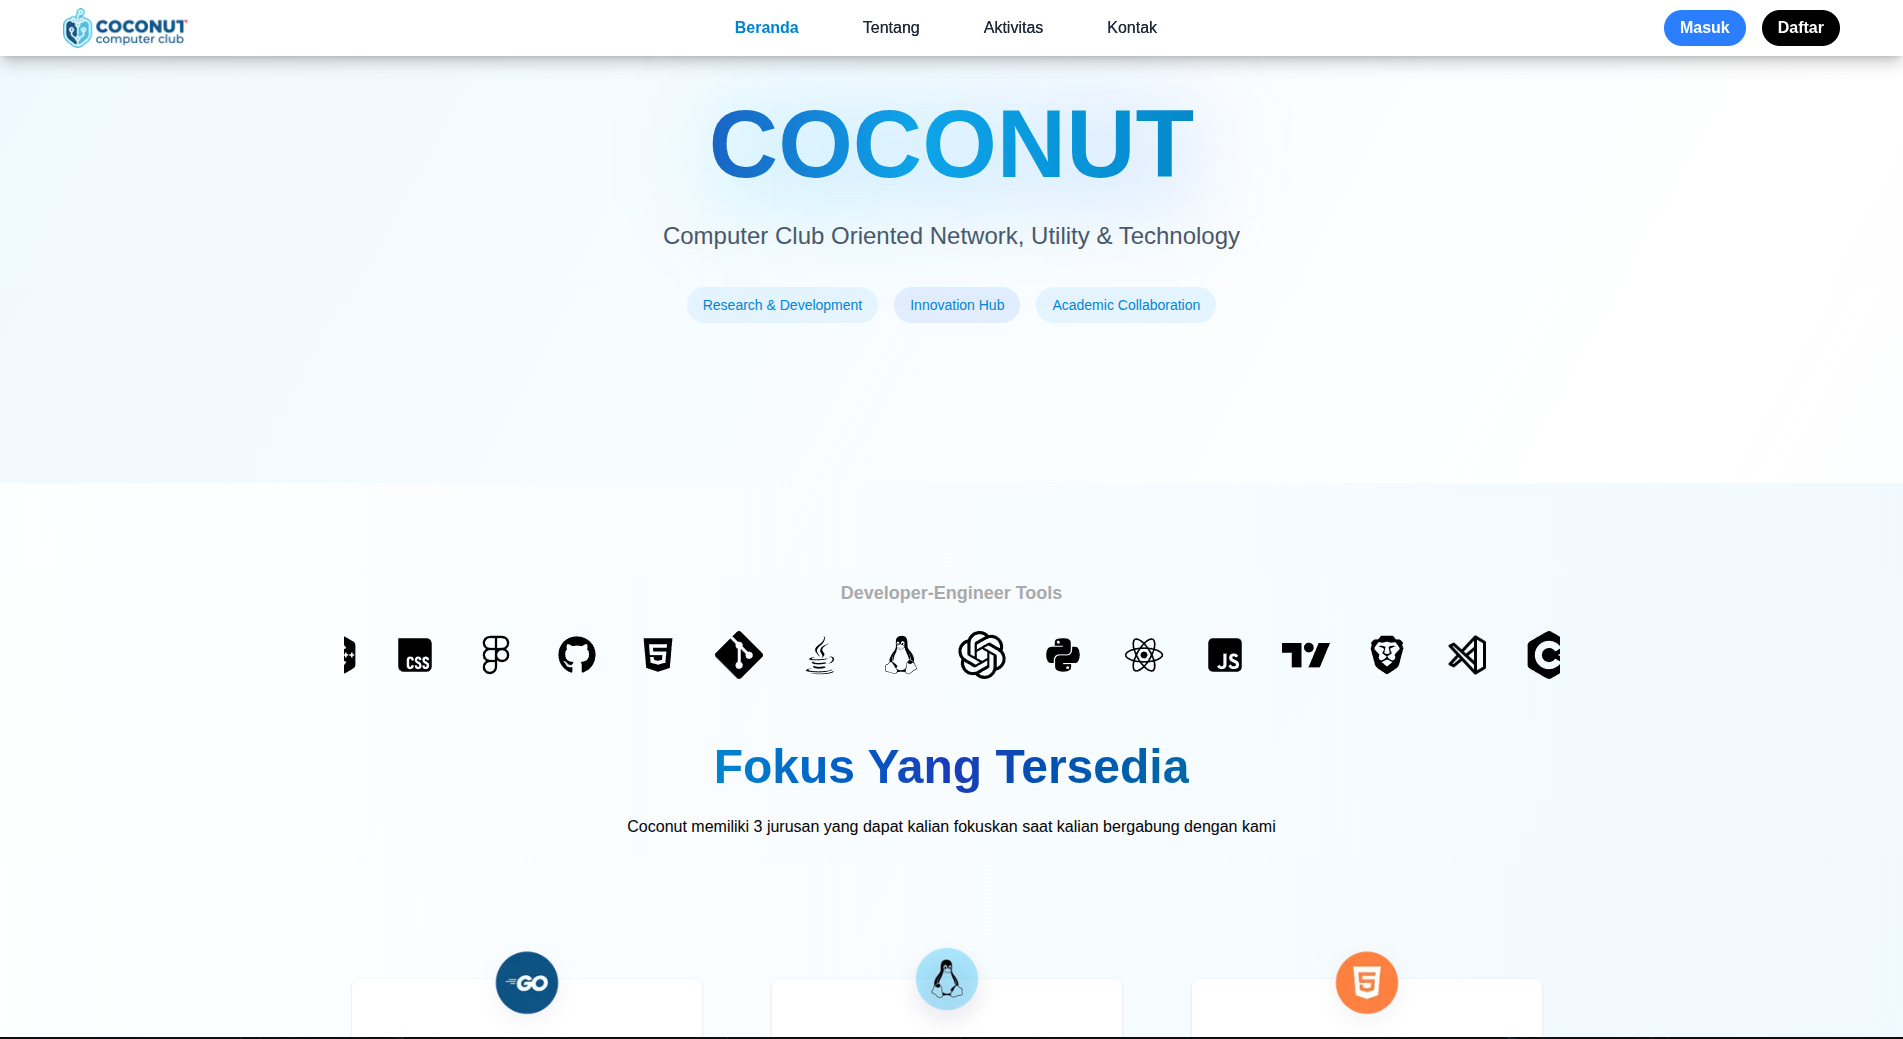 COCONUT
computer club
Beranda
Tentang
Aktivitas
Kontak
Masuk
Daftar
COCONUT
Computer Club Oriented Network, Utility & Technology
Research & Development
Innovation Hub
Academic Collaboration
Developer-Engineer Tools
CSS
5
JS
C
Fokus Yang Tersedia
Coconut memiliki 3 jurusan yang dapat kalian fokuskan saat kalian bergabung dengan kami
GO
5